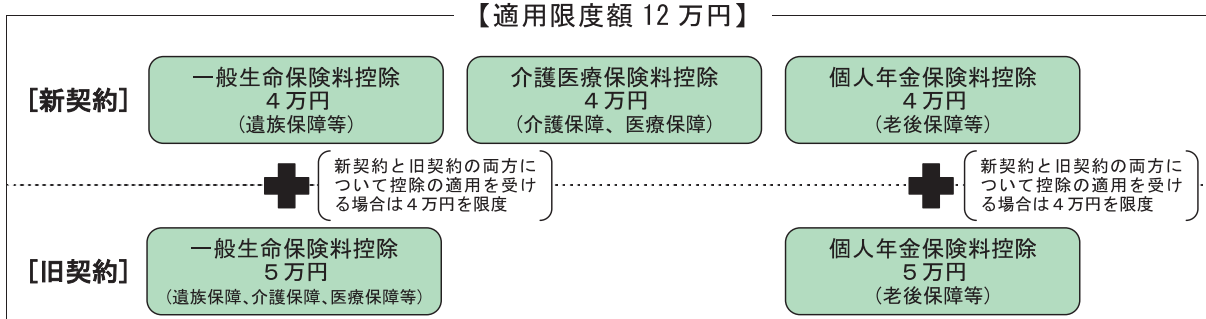 【適用限度額 12 万円】
[新契約]
一般生命保険料控除
４万円
(遺族保障等)
介護医療保険料控除
４万円
(介護保障、医療保障)
個人年金保険料控除
４万円
(老後保障等)
新契約と旧契約の両方に
ついて控除の適用を受け
る場合は４万円を限度
新契約と旧契約の両方に
ついて控除の適用を受け
る場合は４万円を限度
[旧契約]
一般生命保険料控除
５万円
(遺族保障、介護保障、医療保障等)
個人年金保険料控除
５万円
(老後保障等)